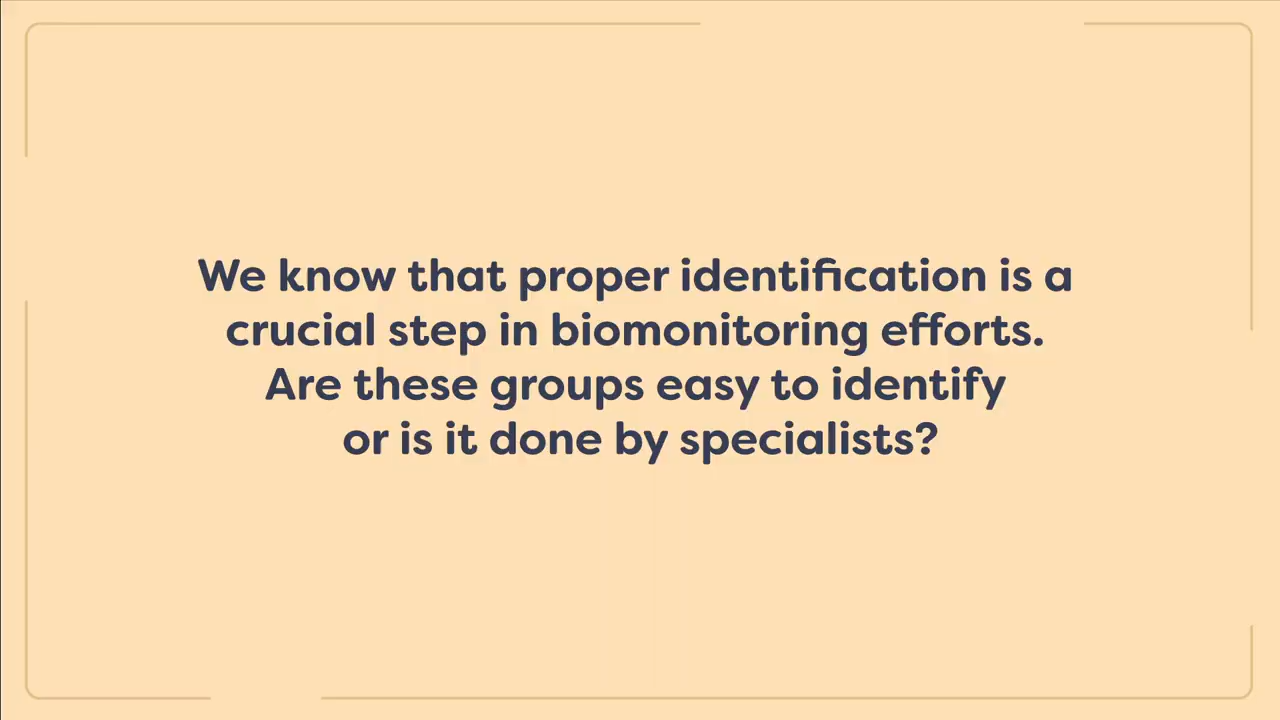 We know that proper identification is a
crucial step in biomonitoring efforts.
Are these groups easy to identify
or is it done by specialists?